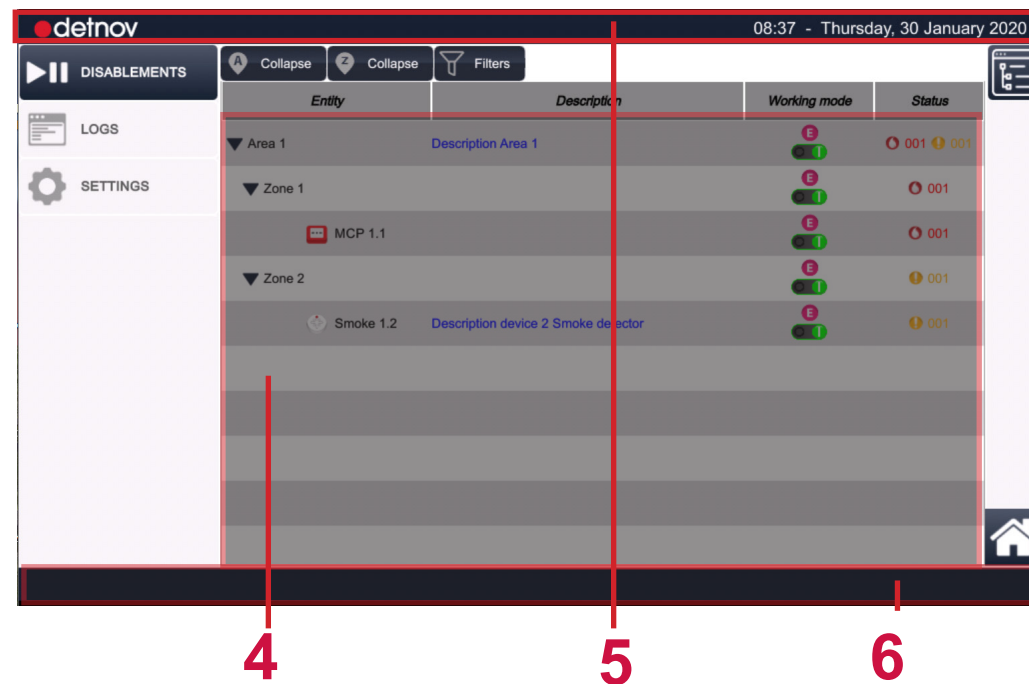 detnov 08:37 - Thursday, 30 January 2020
DISABLEMENTS A Collapse Z Collapse Filters
Entity Description Working mode Status
LOGS
Area 1 Description Area 1 E I 001 001
SETTINGS
Zone 1 E I 001
MCP 1.1 E I 001
Zone 2 E I 001
Smoke 1.2 Description device 2 Smoke detector E I 001
4 5 6